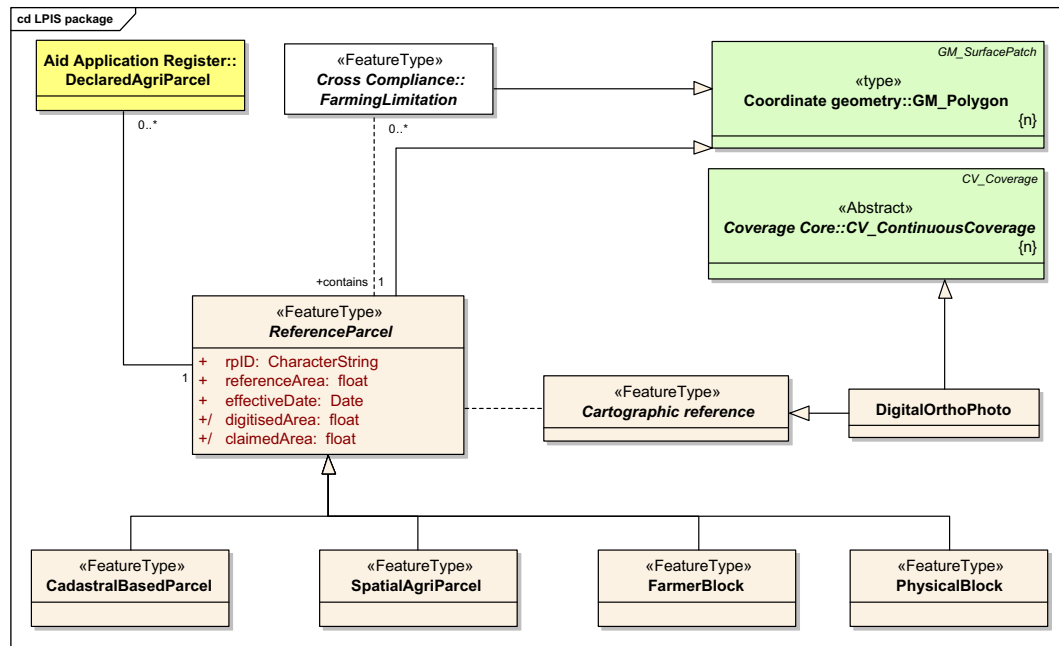 cd LPIS package
Aid Application Register::
DeclaredAgriParcel
0..*
«FeatureType»
Cross Compliance::
FarmingLimitation
0..*
GM_SurfacePatch
«type»
Coordinate geometry::GM_Polygon
{n}
CV_Coverage
«Abstract»
Coverage Core::CV_ContinuousCoverage
{n}
+contains 1
«FeatureType»
ReferenceParcel
+ rpID: CharacterString
+ referenceArea: float
+ effectiveDate: Date
+/ digitisedArea: float
+/ claimedArea: float
1
«FeatureType»
Cartographic reference
DigitalOrthoPhoto
«FeatureType»
CadastralBasedParcel
«FeatureType»
SpatialAgriParcel
«FeatureType»
FarmerBlock
«FeatureType»
PhysicalBlock